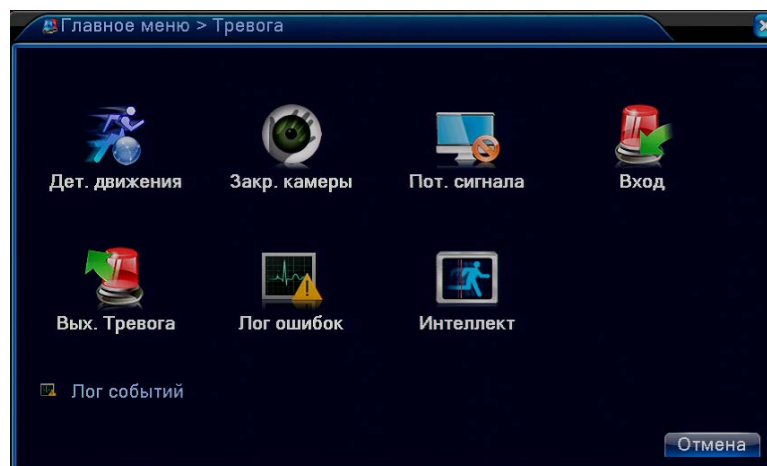 Главное меню > Тревога
Дет. движения Закр. камеры Пот. сигнала Вход
Вых. Тревога Лог ошибок Интеллект
Лог событий
Отмена